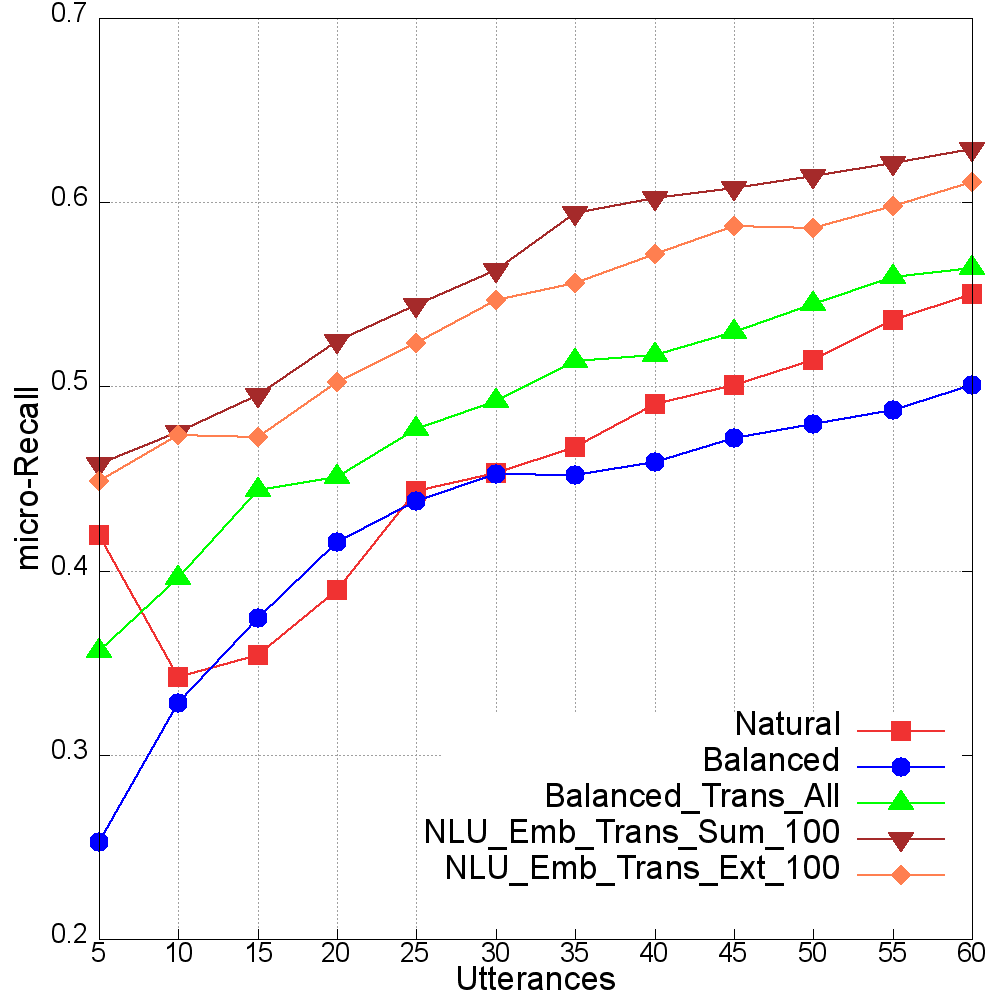 0.7
0.6
0.5
0.4
0.3
0.2
micro-Recall
Natural
Balanced
Balanced_Trans_All
NLU_Emb_Trans_Sum_100
NLU_Emb_Trans_Ext_100
5 10 15 20 25 30 35 40 45 50 55 60
Utterances